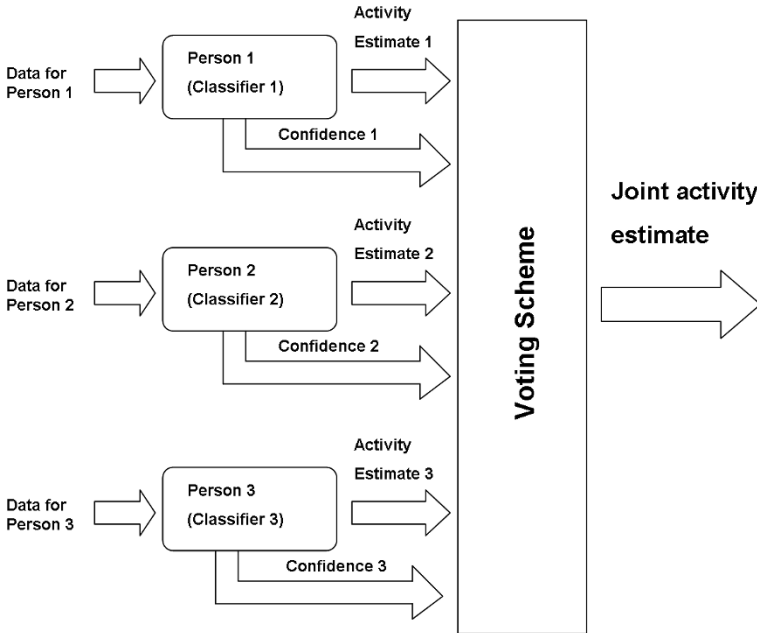 Activity
Estimate 1
Data for
Person 1
Person 1
(Classifier 1)
Confidence 1
Activity
Estimate 2
Data for
Person 2
Person 2
(Classifier 2)
Confidence 2
Activity
Estimate 3
Data for
Person 3
Person 3
(Classifier 3)
Confidence 3
Voting Scheme
Joint activity
estimate